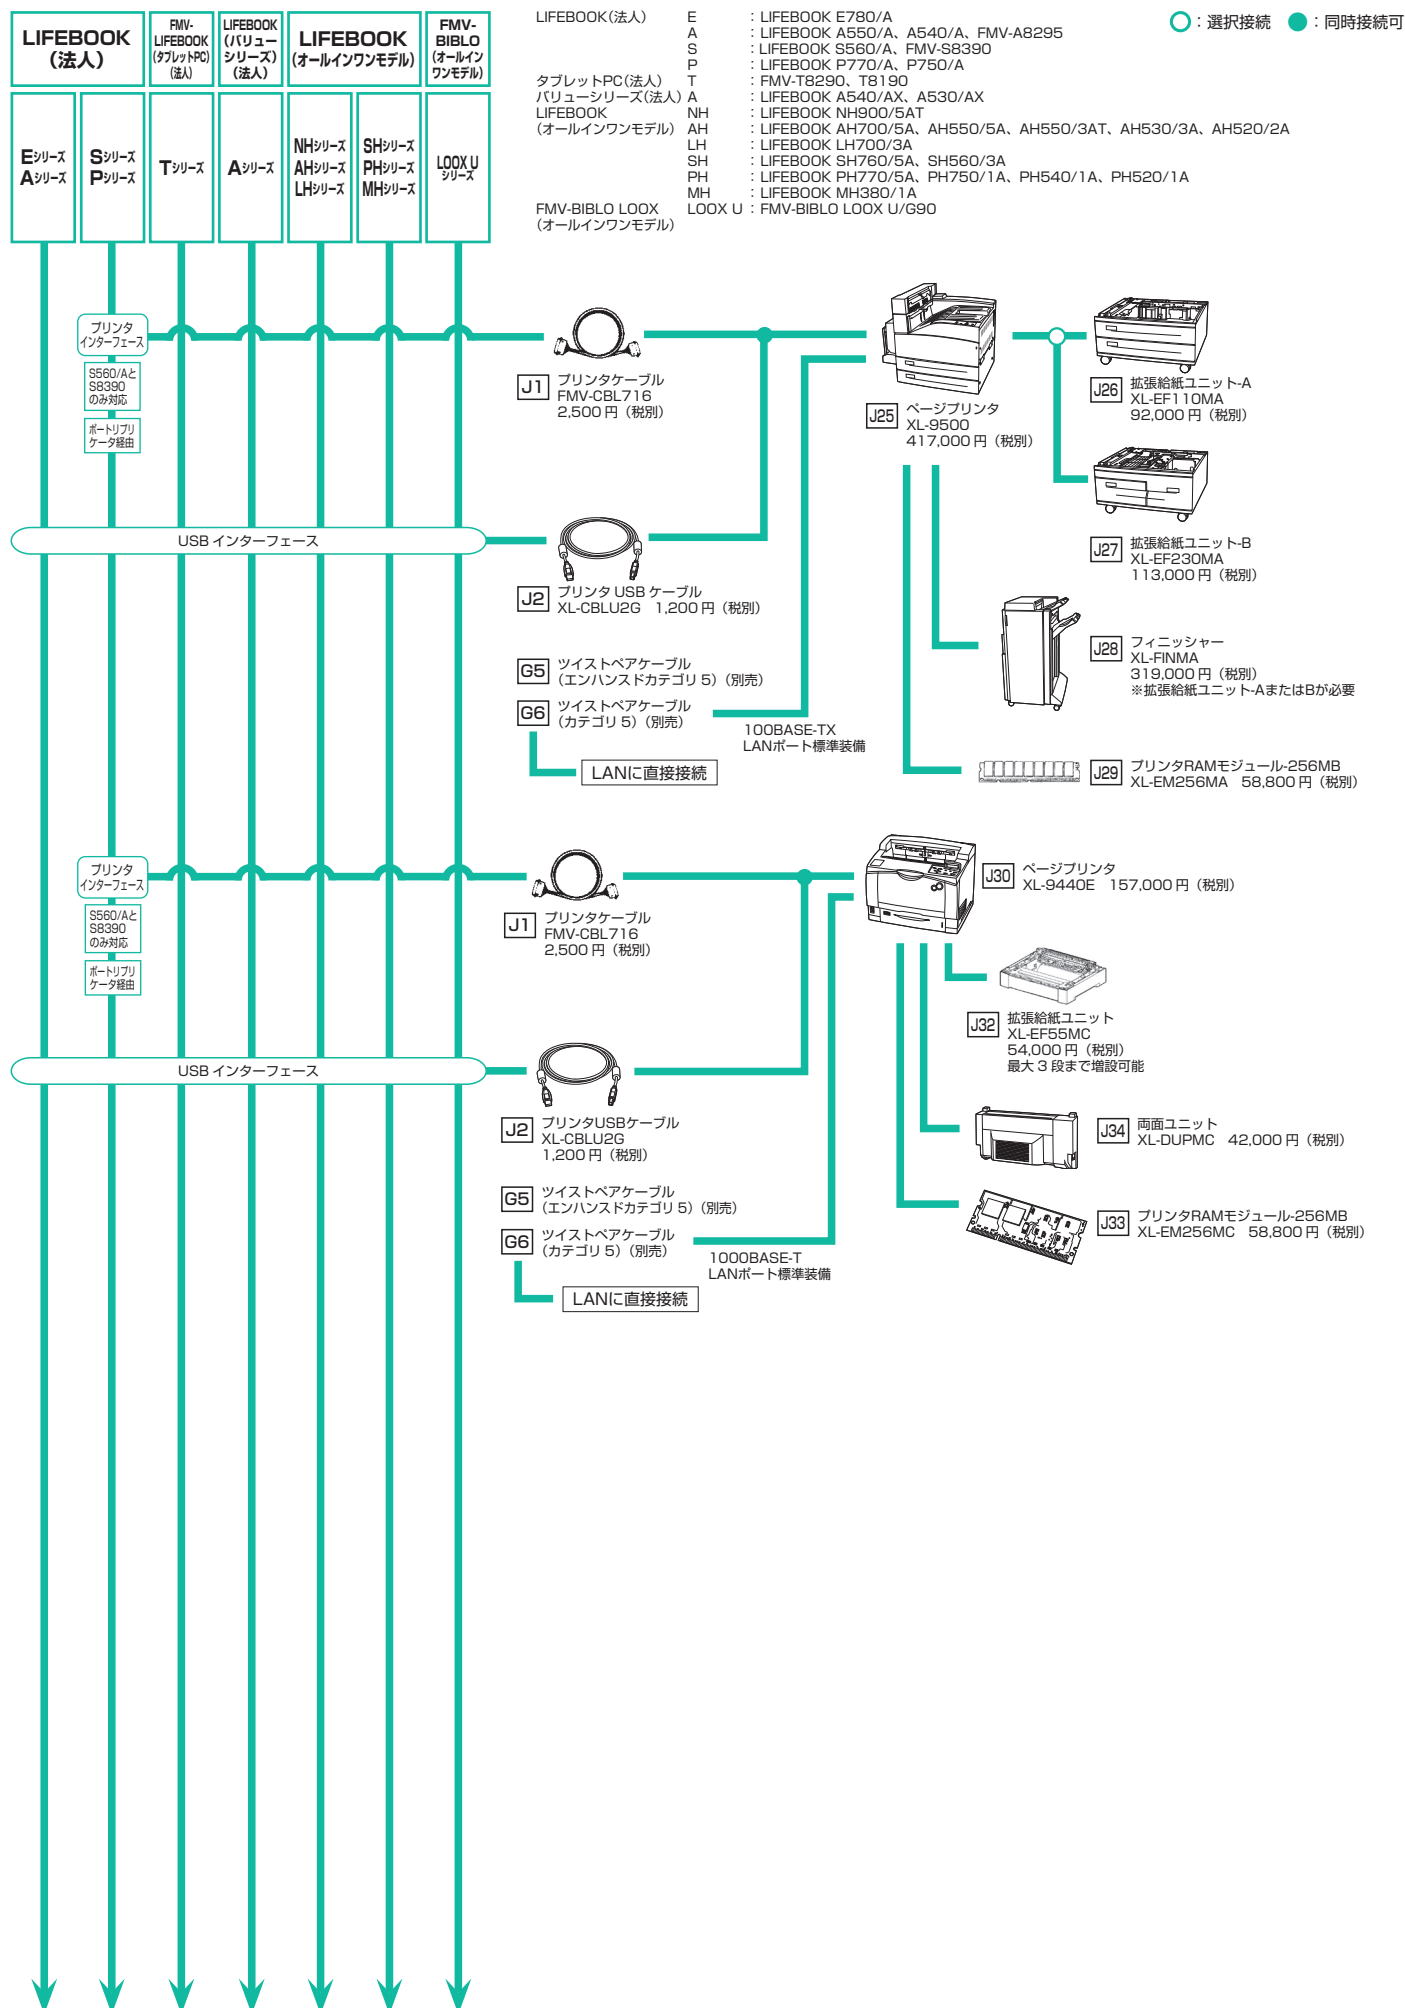 LIFEBOOK
（法人）
FMV-
LIFEBOOK
（タブレットPC）
（法人）
LIFEBOOK
（バリュー
シリーズ）
（法人）
LIFEBOOK
（オールインワンモデル）
FMV-
BIBLO
（オールイン
ワンモデル）
Eシリーズ
Aシリーズ
Sシリーズ
Pシリーズ
Tシリーズ
Aシリーズ
NHシリーズ
AHシリーズ
LHシリーズ
SHシリーズ
PHシリーズ
MHシリーズ
LOOX U
シリーズ
LIFEBOOK（法人） E ：LIFEBOOK E780/A
A ：LIFEBOOK A550/A、A540/A、FMV-A8295
S ：LIFEBOOK S560/A、FMV-S8390
P ：LIFEBOOK P770/A、P750/A
タブレットPC（法人） T ：FMV-T8290、T8190
バリューシリーズ（法人） A ：LIFEBOOK A540/AX、A530/AX
LIFEBOOK NH ：LIFEBOOK NH900/5AT
（オールインワンモデル） AH ：LIFEBOOK AH700/5A、AH550/5A、AH550/3AT、AH530/3A、AH520/2A
LH ：LIFEBOOK LH700/3A
SH ：LIFEBOOK SH760/5A、SH560/3A
PH ：LIFEBOOK PH770/5A、PH750/1A、PH540/1A、PH520/1A
MH ：LIFEBOOK MH380/1A
FMV-BIBLO LOOX LOOX U ：FMV-BIBLO LOOX U/G90
（オールインワンモデル）
：選択接続 ：同時接続可
プリンタ
インターフェース
S560/Aと
S8390
のみ対応
ポートリプリ
ケータ経由
J1 プリンタケーブル
FMV-CBL716
2,500円（税別）
J25 ページプリンタ
XL-9500
417,000円（税別）
J26 拡張給紙ユニット-A
XL-EF110MA
92,000円（税別）
J27 拡張給紙ユニット-B
XL-EF230MA
113,000円（税別）
USB インターフェース
J2 プリンタ USB ケーブル
XL-CBLU2G 1,200円（税別）
J28 フィニッシャー
XL-FINMA
319,000円（税別）
※拡張給紙ユニット-AまたはBが必要
G5 ツイストペアケーブル
（エンハンスドカテゴリ 5）（別売）
G6 ツイストペアケーブル
（カテゴリ 5）（別売）
100BASE-TX
LANポート標準装備
LANに直接接続
J29 プリンタRAMモジュール-256MB
XL-EM256MA 58,800円（税別）
プリンタ
インターフェース
S560/Aと
S8390
のみ対応
ポートリプリ
ケータ経由
J1 プリンタケーブル
FMV-CBL716
2,500円（税別）
J30 ページプリンタ
XL-9440E 157,000円（税別）
J32 拡張給紙ユニット
XL-EF55MC
54,000円（税別）
最大 3 段まで増設可能
USB インターフェース
J2 プリンタUSBケーブル
XL-CBLU2G
1,200円（税別）
J34 両面ユニット
XL-DUPMC 42,000円（税別）
G5 ツイストペアケーブル
（エンハンスドカテゴリ 5）（別売）
G6 ツイストペアケーブル
（カテゴリ 5）（別売）
1000BASE-T
LANポート標準装備
LANに直接接続
J33 プリンタRAMモジュール-256MB
XL-EM256MC 58,800円（税別）